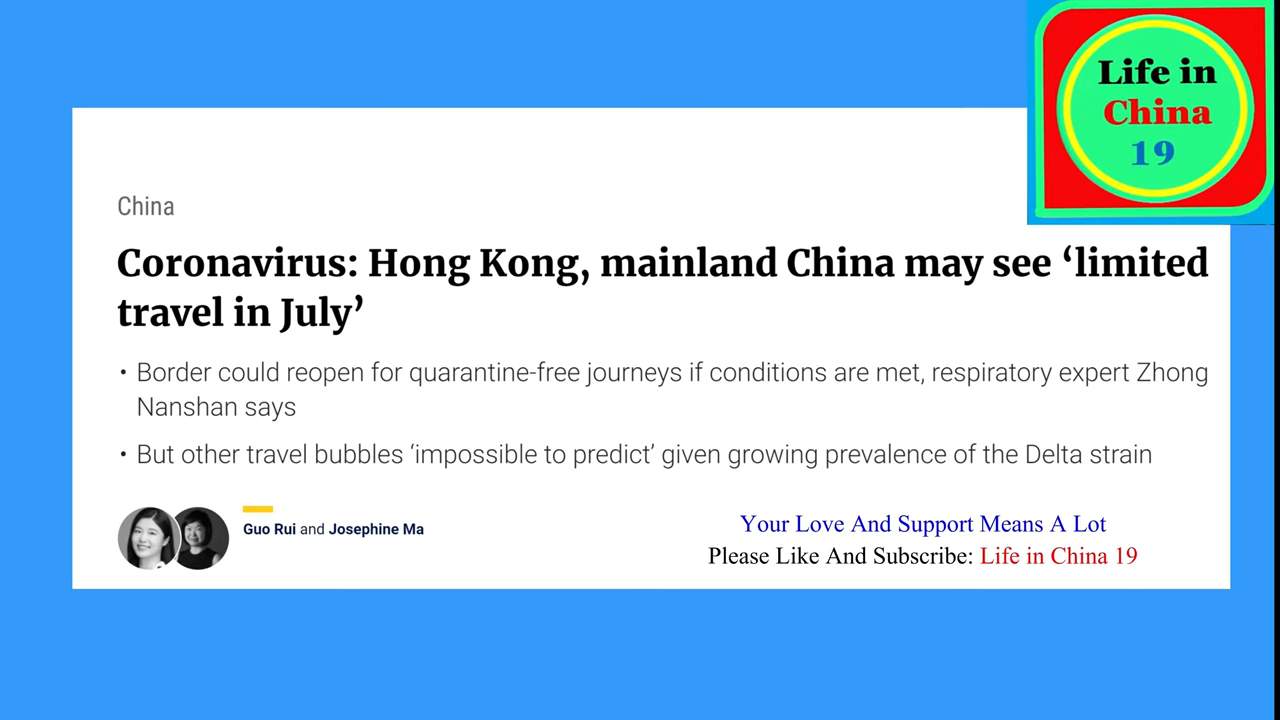 Life in
China
19
China
Coronavirus: Hong Kong, mainland China may see ‘limited
travel in July’
• Border could reopen for quarantine-free journeys if conditions are met, respiratory expert Zhong
Nanshan says
• But other travel bubbles ‘impossible to predict’ given growing prevalence of the Delta strain
Guo Rui and Josephine Ma
Your Love And Support Means A Lot
Please Like And Subscribe: Life in China 19